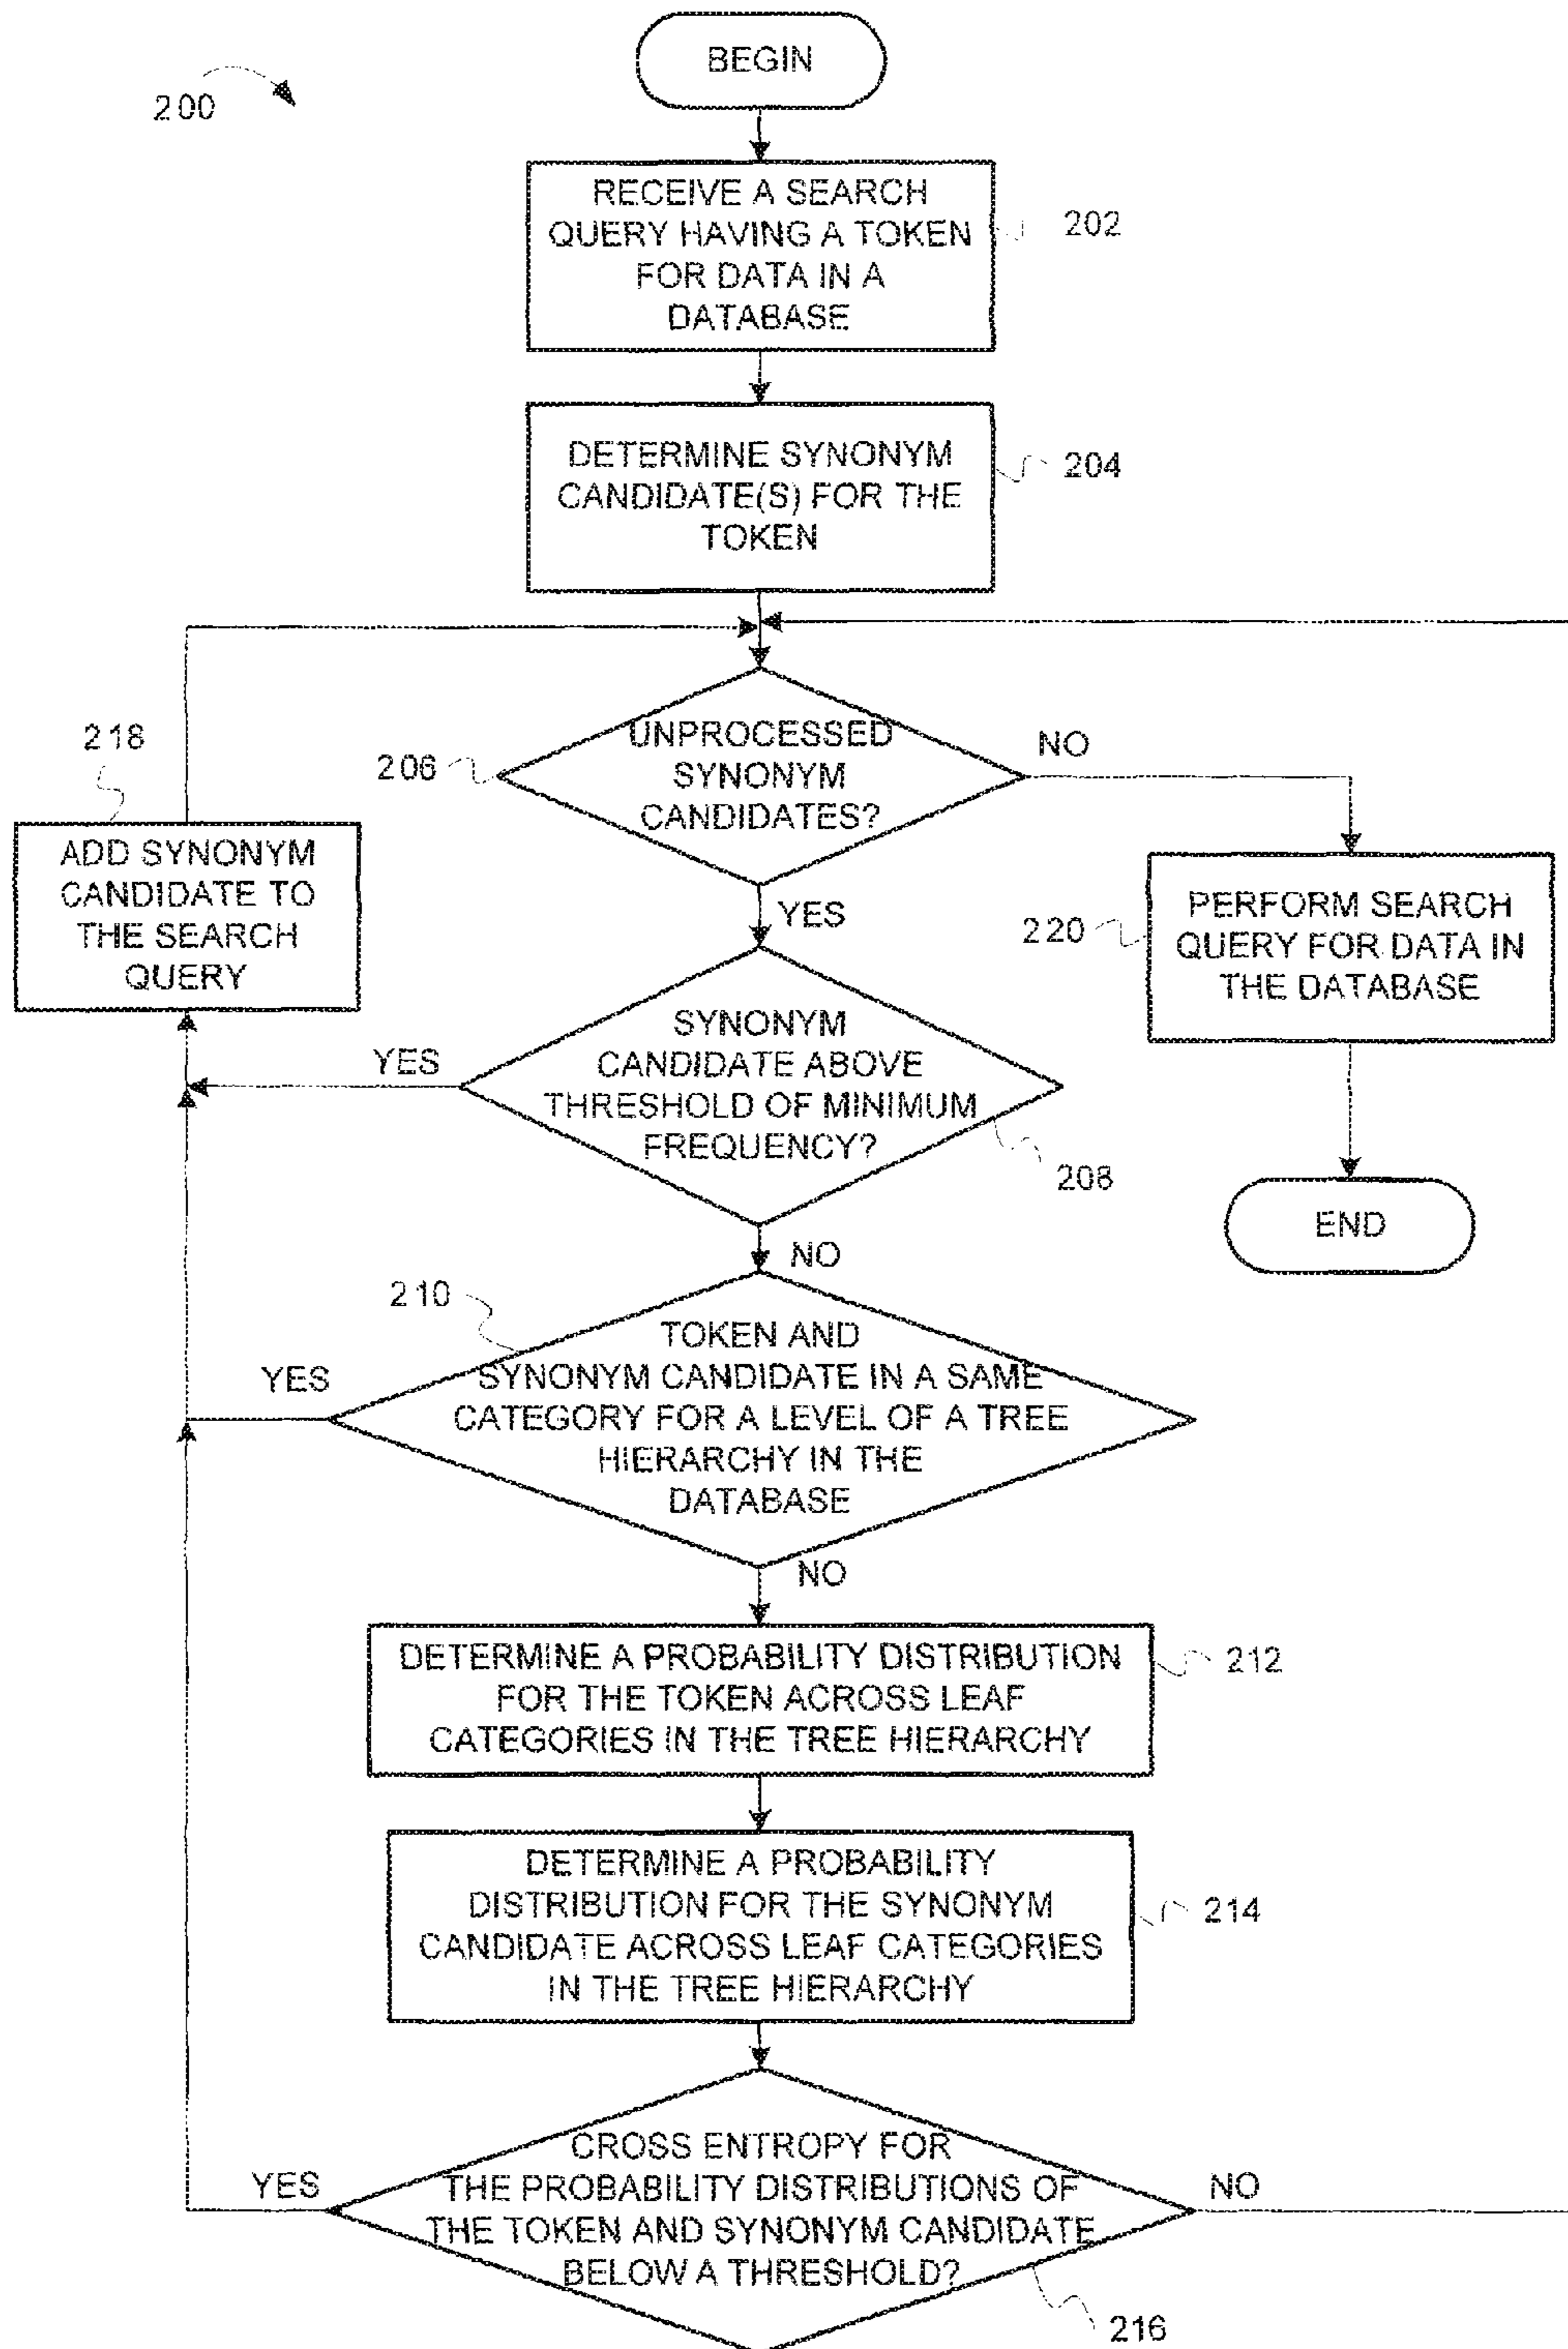 200
BEGIN
RECEIVE A SEARCH
QUERY HAVING A TOKEN
FOR DATA IN A
DATABASE
202
DETERMINE SYNONYM
CANDIDATE(S) FOR THE
TOKEN
204
UNPROCESSED
SYNONYM
CANDIDATES?
206
NO
YES
218
ADD SYNONYM
CANDIDATE TO
THE SEARCH
QUERY
220
PERFORM SEARCH
QUERY FOR DATA IN
THE DATABASE
END
SYNONYM
CANDIDATE ABOVE
THRESHOLD OF MINIMUM
FREQUENCY?
208
YES
NO
210
TOKEN AND
SYNONYM CANDIDATE IN A SAME
CATEGORY FOR A LEVEL OF A TREE
HIERARCHY IN THE
DATABASE
YES
NO
DETERMINE A PROBABILITY DISTRIBUTION
FOR THE TOKEN ACROSS LEAF
CATEGORIES IN THE TREE HIERARCHY
212
DETERMINE A PROBABILITY
DISTRIBUTION FOR THE SYNONYM
CANDIDATE ACROSS LEAF CATEGORIES
IN THE TREE HIERARCHY
214
CROSS ENTROPY FOR
THE PROBABILITY DISTRIBUTIONS OF
THE TOKEN AND SYNONYM CANDIDATE
BELOW A THRESHOLD?
YES
NO
216